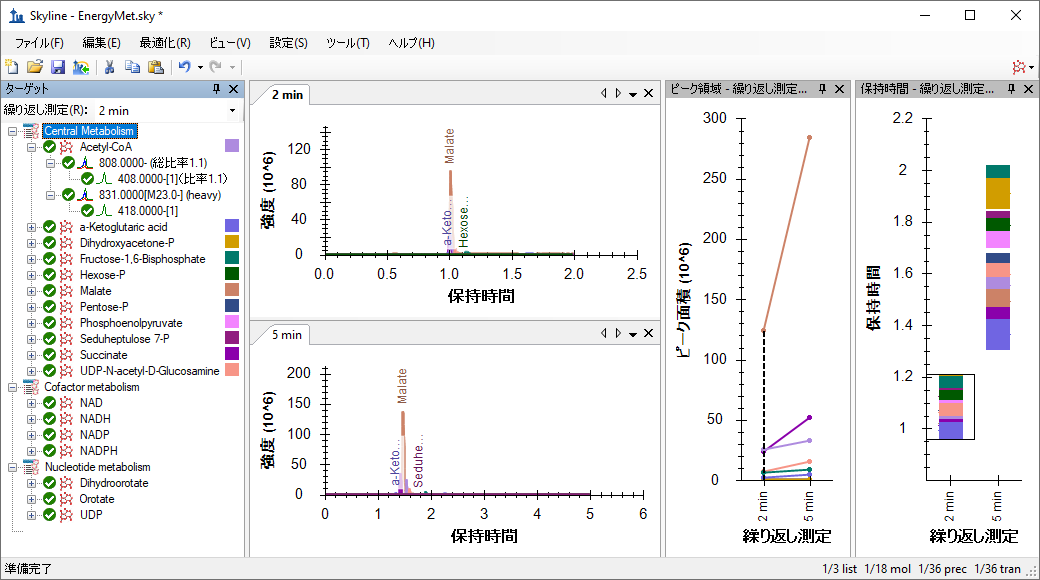 Skyline - EnergyMet.sky *
ファイル(F) 編集(E) 最適化(R) ビュー(V) 設定(S) ツール(T) ヘルプ(H)
ターゲット
繰り返し測定(R): 2 min
Central Metabolism
Acetyl-CoA
808.0000- (総比率1.1)
408.0000-[1](比率1.1)
831.0000[M23.0-] (heavy)
418.0000-[1]
a-Ketoglutaric acid
Dihydroxyacetone-P
Fructose-1,6-Bisphosphate
Hexose-P
Malate
Pentose-P
Phosphoenolpyruvate
Seduheptulose 7-P
Succinate
UDP-N-acetyl-D-Glucosamine
Cofactor metabolism
NAD
NADH
NADP
NADPH
Nucleotide metabolism
Dihydroorotate
Orotate
UDP
2 min
強度 (10^6)
120
80
40
0
Malate
a-Keto...
Hexose...
0.0 0.5 1.0 1.5 2.0 2.5
保持時間
5 min
強度 (10^6)
200
150
100
50
0
Malate
a-Keto...
Seduhe...
0 1 2 3 4 5 6
保持時間
ピーク領域 - 繰り返し測定...
ピーク面積 (10^6)
300
250
200
150
100
50
0
2 min 5 min
繰り返し測定
保持時間 - 繰り返し測定...
保持時間
2.2
2
1.8
1.6
1.4
1.2
1
2 min 5 min
繰り返し測定
準備完了
1/3 list 1/18 mol 1/36 prec 1/36 tran